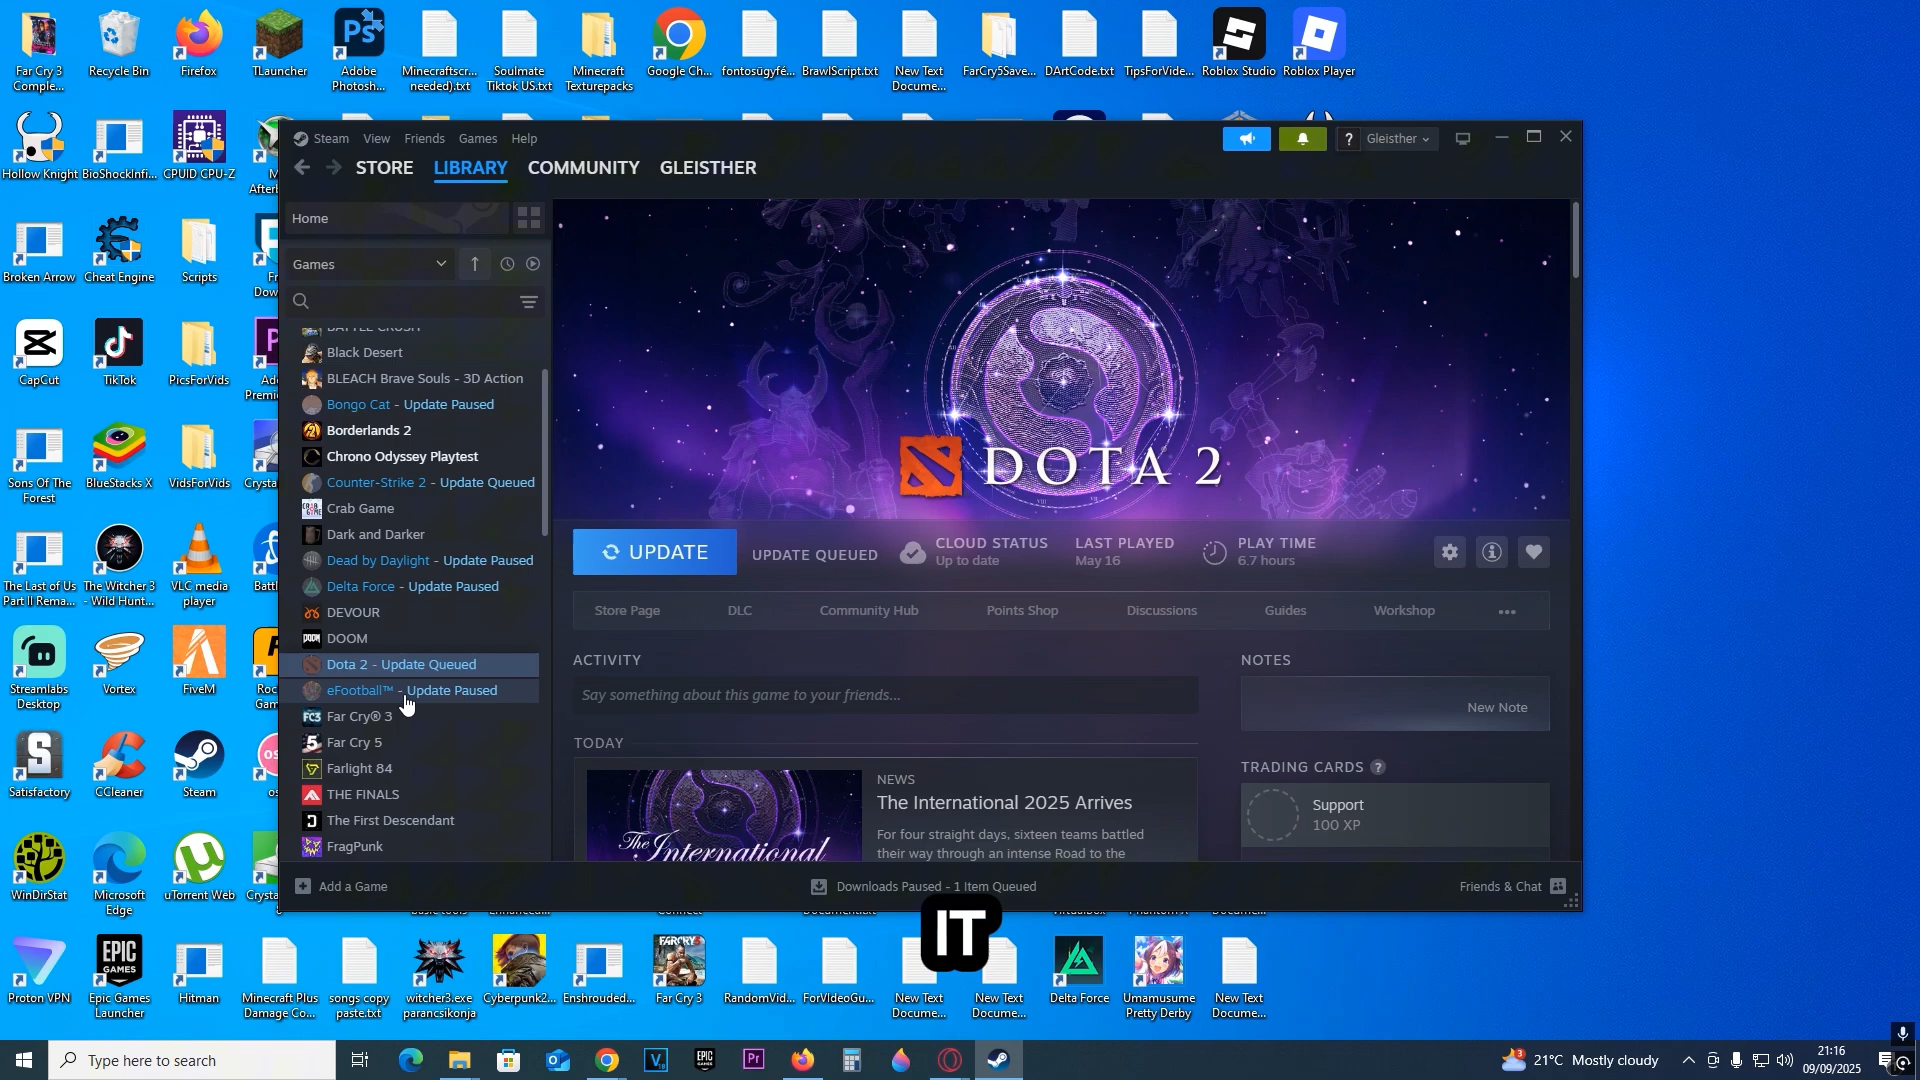 Far Cry 3
Comple...
Recycle Bin
Firefox
TLauncher
Adobe
Photosh...
Minecraftscr...
needed).txt
Soulmate
Tiktok US.txt
Minecraft
Texturepacks
Google Ch...
fontosügyfé...
BrawlScript.txt
New Text
Docume...
FarCry5Save...
DArtCode.txt
TipsForVide...
Roblox Studio
Roblox Player
Hollow Knight
BioShockInfi...
CPUID CPU-Z
Steam
View
Friends
Games
Help
?
Gleisther
STORE
LIBRARY
COMMUNITY
GLEISTHER
Home
Games
Broken Arrow
Cheat Engine
Scripts
BATTLE CRUSH
Black Desert
BLEACH Brave Souls - 3D Action
Bongo Cat - Update Paused
Borderlands 2
Chrono Odyssey Playtest
Counter-Strike 2 - Update Queued
Crab Game
Dark and Darker
Dead by Daylight - Update Paused
Delta Force - Update Paused
DEVOUR
DOOM
Dota 2 - Update Queued
eFootball™ - Update Paused
Far Cry® 3
Far Cry 5
Farlight 84
THE FINALS
The First Descendant
FragPunk
CapCut
TikTok
PicsForVids
Sons Of The
Forest
BlueStacks X
VidsForVids
The Last of Us
Part II Rema...
The Witcher 3
- Wild Hunt...
VLC media
player
Streamlabs
Desktop
Vortex
FiveM
Satisfactory
CCleaner
Steam
WinDirStat
Microsoft
Edge
uTorrent Web
DOTA 2
UPDATE
UPDATE QUEUED
CLOUD STATUS
Up to date
LAST PLAYED
May 16
PLAY TIME
6.7 hours
Store Page
DLC
Community Hub
Points Shop
Discussions
Guides
Workshop
ACTIVITY
Say something about this game to your friends...
NOTES
New Note
TODAY
TRADING CARDS ?
Support
100 XP
The
International
NEWS
The International 2025 Arrives
For four straight days, sixteen teams battled
their way through an intense Road to the
Add a Game
Downloads Paused - 1 Item Queued
Friends & Chat
IT
Proton VPN
EPIC
GAMES
Epic Games
Launcher
Hitman
Minecraft Plus
Damage Co...
songs copy
paste.txt
witcher3.exe
parancsikonja
Cyberpunk2...
Enshrouded...
FARCRY3
Far Cry 3
RandomVid...
ForVIdeoGu...
New Text
Docume...
New Text
Docume...
Delta Force
Umamusume
Pretty Derby
New Text
Docume...
Type here to search
21°C Mostly cloudy
21:16
09/09/2025